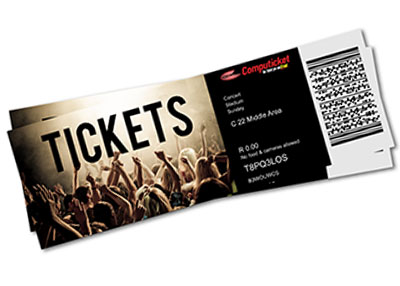 TICKETS
Computicket
Concert
Stadium
Sunday
C 22 Middle Area
R 0.00
No food & cameras allowed
T8PQ3LOS